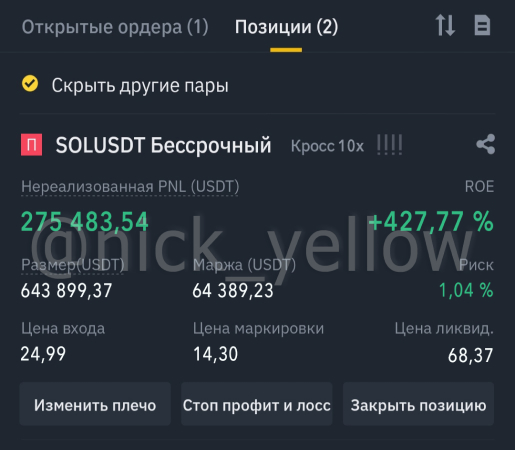 Открытые ордера (1) Позиции (2)
Скрыть другие пары
П SOLUSDT Бессрочный Кросс 10x !!!!
Нереализованная PNL (USDT) ROE
275 483,54 +427,77 %
@nick_yellow
Размер(USDT) Маржа (USDT) Риск
643 899,37 64 389,23 1,04 %
Цена входа Цена маркировки Цена ликвид.
24,99 14,30 68,37
Изменить плечо Стоп профит и лосс Закрыть позицию